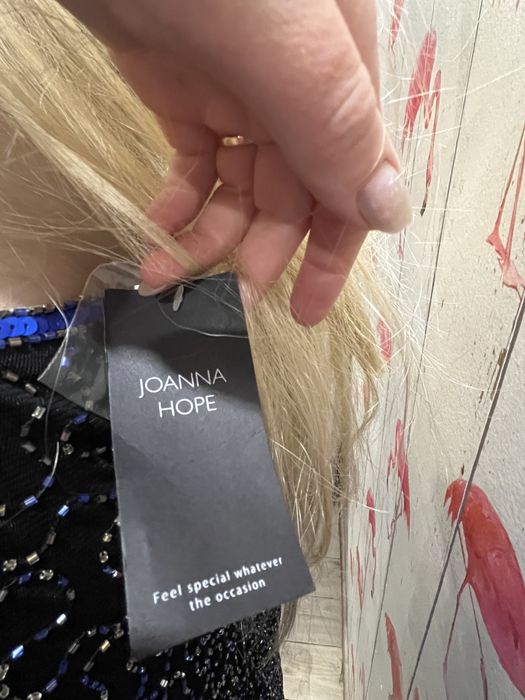 JOANNA
HOPE
Feel special whatever
the occasion